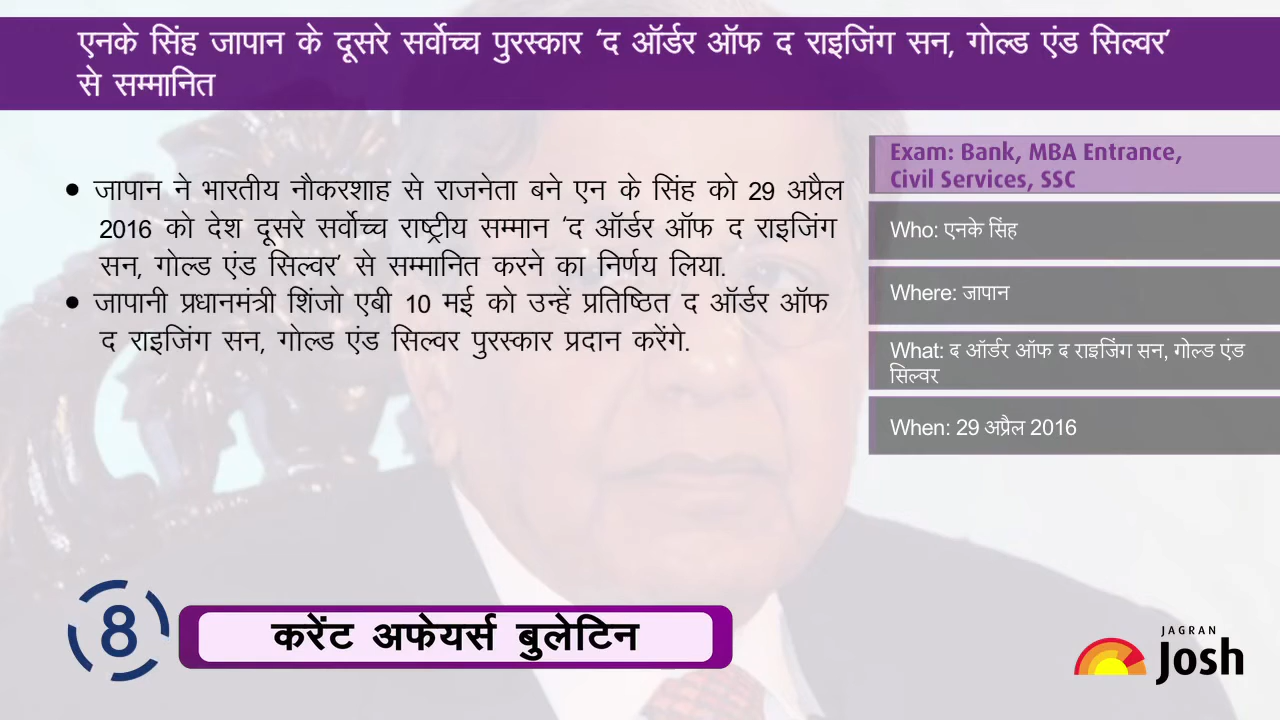 एनके सिंह जापान के दूसरे सर्वोच्च पुरस्कार ‘द ऑर्डर ऑफ द राइजिंग सन, गोल्ड एंड सिल्वर’
से सम्मानित
• जापान ने भारतीय नौकरशाह से राजनेता बने एन के सिंह को 29 अप्रैल
2016 को देश दूसरे सर्वोच्च राष्ट्रीय सम्मान ‘द ऑर्डर ऑफ द राइजिंग
सन, गोल्ड एंड सिल्वर’ से सम्मानित करने का निर्णय लिया.
• जापानी प्रधानमंत्री शिंजो एबी 10 मई को उन्हें प्रतिष्ठित द ऑर्डर ऑफ
द राइजिंग सन, गोल्ड एंड सिल्वर पुरस्कार प्रदान करेंगे.
Exam: Bank, MBA Entrance,
Civil Services, SSC
Who: एनके सिंह
Where: जापान
What: द ऑर्डर ऑफ द राइजिंग सन, गोल्ड एंड
सिल्वर
When: 29 अप्रैल 2016
8
करेंट अफेयर्स बुलेटिन
JAGRAN
Josh